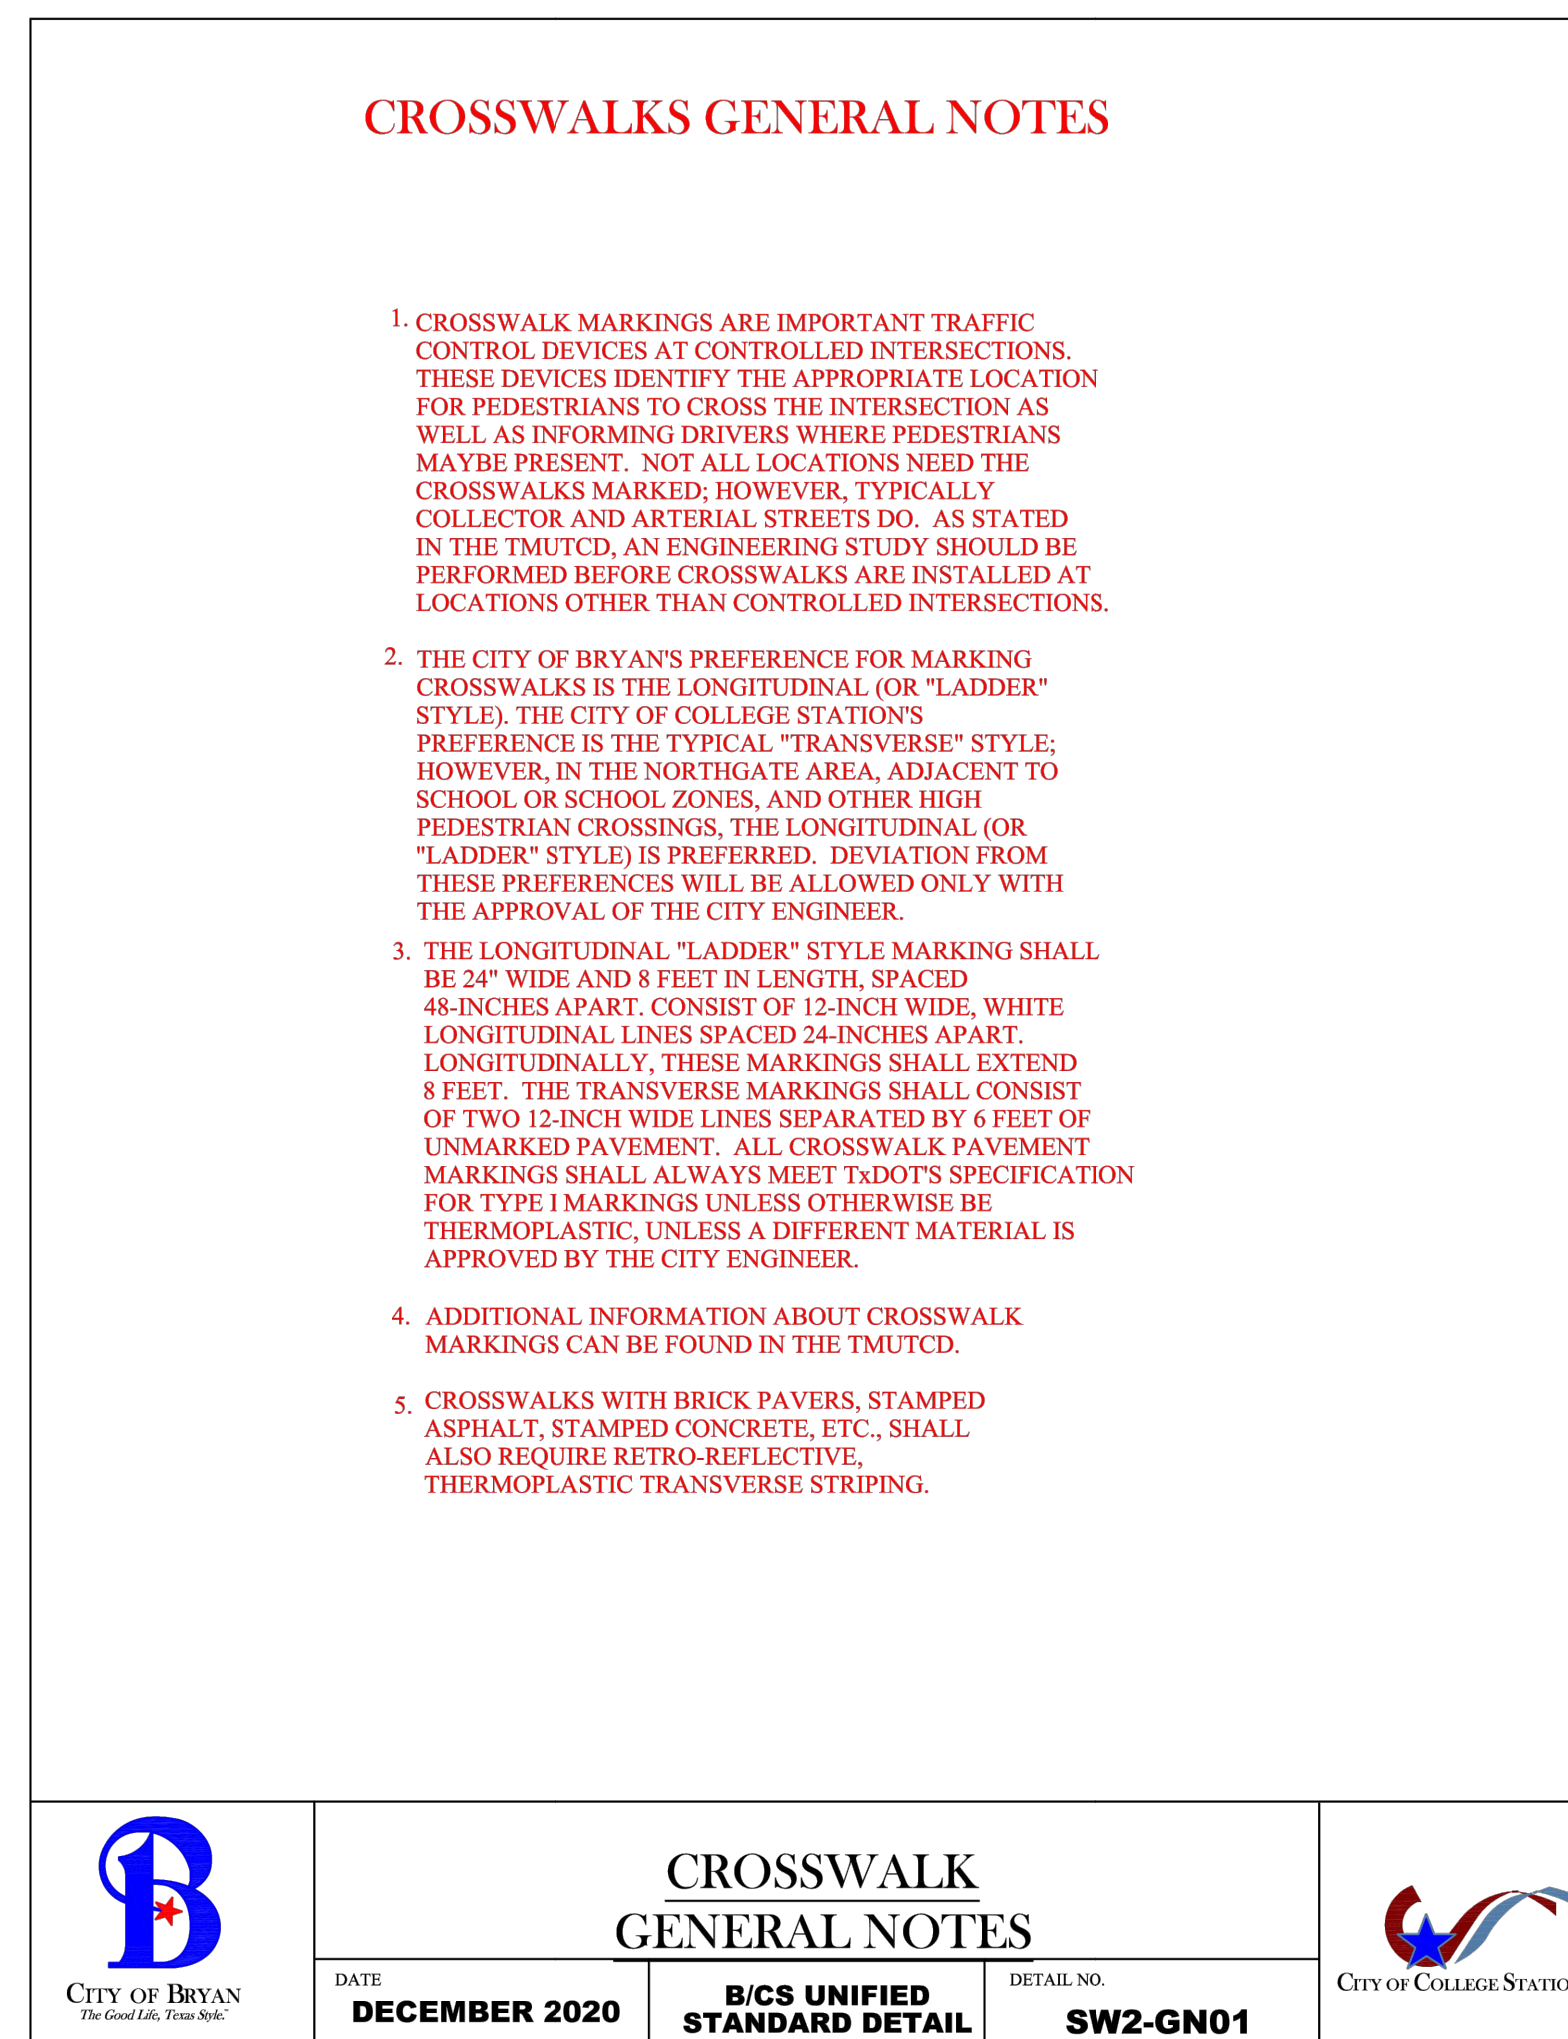 CROSSWALKS GENERAL NOTES
1. CROSSWALK MARKINGS ARE IMPORTANT TRAFFIC
CONTROL DEVICES AT CONTROLLED INTERSECTIONS.
THESE DEVICES IDENTIFY THE APPROPRIATE LOCATION
FOR PEDESTRIANS TO CROSS THE INTERSECTION AS
WELL AS INFORMING DRIVERS WHERE PEDESTRIANS
MAYBE PRESENT. NOT ALL LOCATIONS NEED THE
CROSSWALKS MARKED; HOWEVER, TYPICALLY
COLLECTOR AND ARTERIAL STREETS DO. AS STATED
IN THE TMUTCD, AN ENGINEERING STUDY SHOULD BE
PERFORMED BEFORE CROSSWALKS ARE INSTALLED AT
LOCATIONS OTHER THAN CONTROLLED INTERSECTIONS.
2. THE CITY OF BRYAN'S PREFERENCE FOR MARKING
CROSSWALKS IS THE LONGITUDINAL (OR "LADDER"
STYLE). THE CITY OF COLLEGE STATION'S
PREFERENCE IS THE TYPICAL "TRANSVERSE" STYLE;
HOWEVER, IN THE NORTHGATE AREA, ADJACENT TO
SCHOOL OR SCHOOL ZONES, AND OTHER HIGH
PEDESTRIAN CROSSINGS, THE LONGITUDINAL (OR
"LADDER" STYLE) IS PREFERRED. DEVIATION FROM
THESE PREFERENCES WILL BE ALLOWED ONLY WITH
THE APPROVAL OF THE CITY ENGINEER.
3. THE LONGITUDINAL "LADDER" STYLE MARKING SHALL
BE 24" WIDE AND 8 FEET IN LENGTH, SPACED
48-INCHES APART. CONSIST OF 12-INCH WIDE, WHITE
LONGITUDINAL LINES SPACED 24-INCHES APART.
LONGITUDINALLY, THESE MARKINGS SHALL EXTEND
8 FEET. THE TRANSVERSE MARKINGS SHALL CONSIST
OF TWO 12-INCH WIDE LINES SEPARATED BY 6 FEET OF
UNMARKED PAVEMENT. ALL CROSSWALK PAVEMENT
MARKINGS SHALL ALWAYS MEET TxDOT'S SPECIFICATION
FOR TYPE I MARKINGS UNLESS OTHERWISE BE
THERMOPLASTIC, UNLESS A DIFFERENT MATERIAL IS
APPROVED BY THE CITY ENGINEER.
4. ADDITIONAL INFORMATION ABOUT CROSSWALK
MARKINGS CAN BE FOUND IN THE TMUTCD.
5. CROSSWALKS WITH BRICK PAVERS, STAMPED
ASPHALT, STAMPED CONCRETE, ETC., SHALL
ALSO REQUIRE RETRO-REFLECTIVE,
THERMOPLASTIC TRANSVERSE STRIPING.
B
CITY OF BRYAN
The Good Life, Texas Style.™
CROSSWALK
GENERAL NOTES
DATE
DECEMBER 2020
B/CS UNIFIED
STANDARD DETAIL
DETAIL NO.
SW2-GN01
CITY OF COLLEGE STATIO